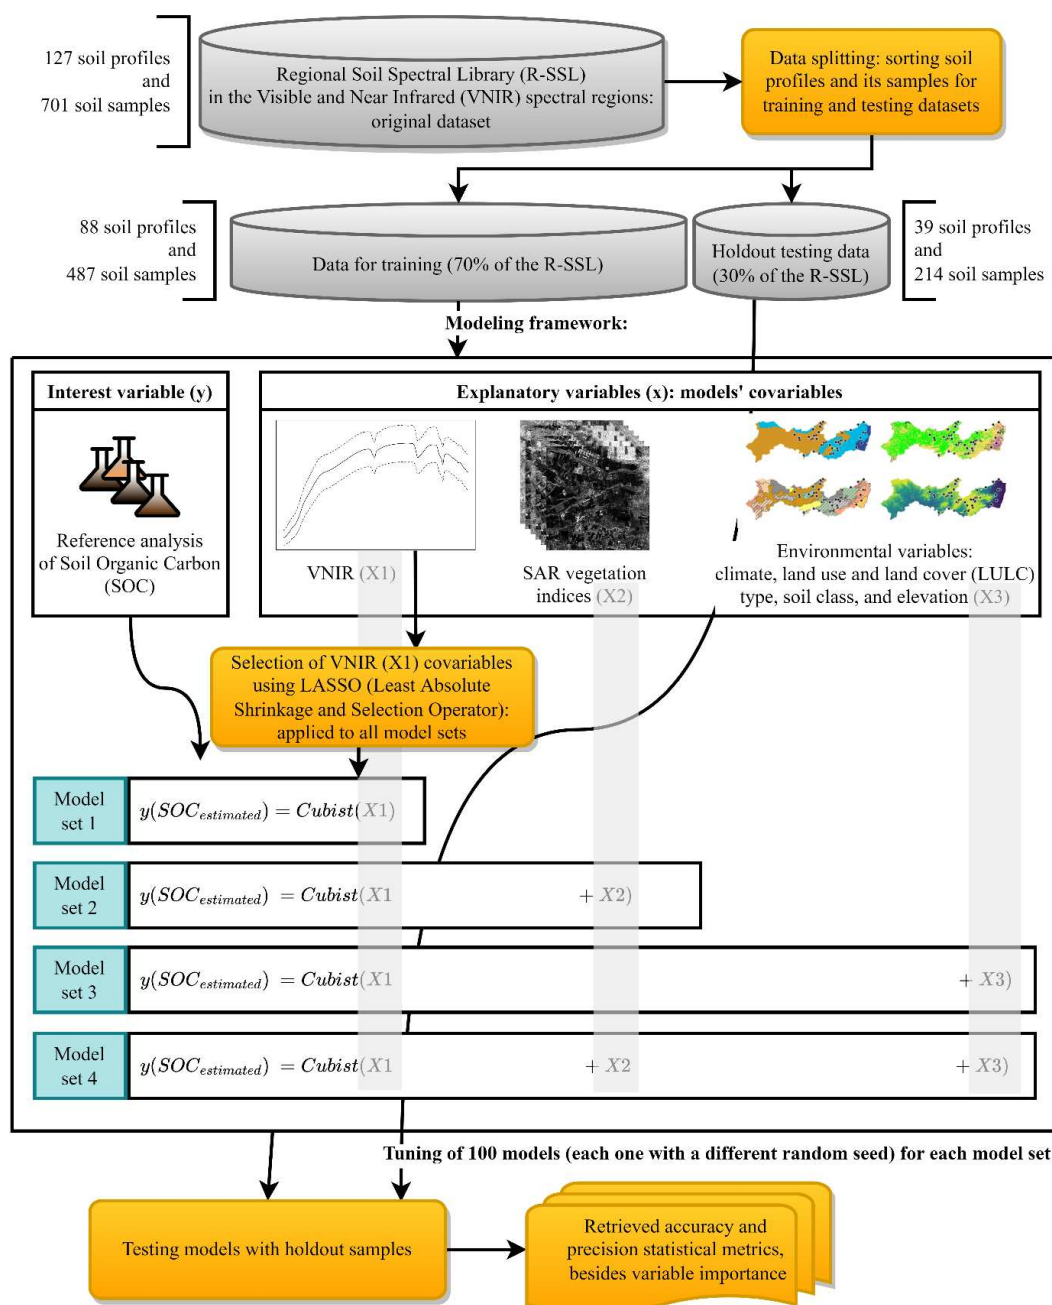 127 soil profiles
and
701 soil samples
Regional Soil Spectral Library (R-SSL)
in the Visible and Near Infrared (VNIR) spectral regions:
original dataset
Data splitting: sorting soil
profiles and its samples for
training and testing datasets
88 soil profiles
and
487 soil samples
Data for training (70% of the R-SSL)
Holdout testing data
(30% of the R-SSL)
39 soil profiles
and
214 soil samples
Modeling framework:
Interest variable (y)
Reference analysis
of Soil Organic Carbon
(SOC)
Explanatory variables (x): models' covariables
VNIR (X1)
SAR vegetation
indices (X2)
Environmental variables:
climate, land use and land cover (LULC)
type, soil class, and elevation (X3)
Selection of VNIR (X1) covariables
using LASSO (Least Absolute
Shrinkage and Selection Operator):
applied to all model sets
Model
set 1
y(SOC_estimated) = Cubist(X1)
Model
set 2
y(SOC_estimated) = Cubist(X1 + X2)
Model
set 3
y(SOC_estimated) = Cubist(X1 + X3)
Model
set 4
y(SOC_estimated) = Cubist(X1 + X2 + X3)
Tuning of 100 models (each one with a different random seed) for each model set
Testing models with holdout samples
Retrieved accuracy and
precision statistical metrics,
besides variable importance